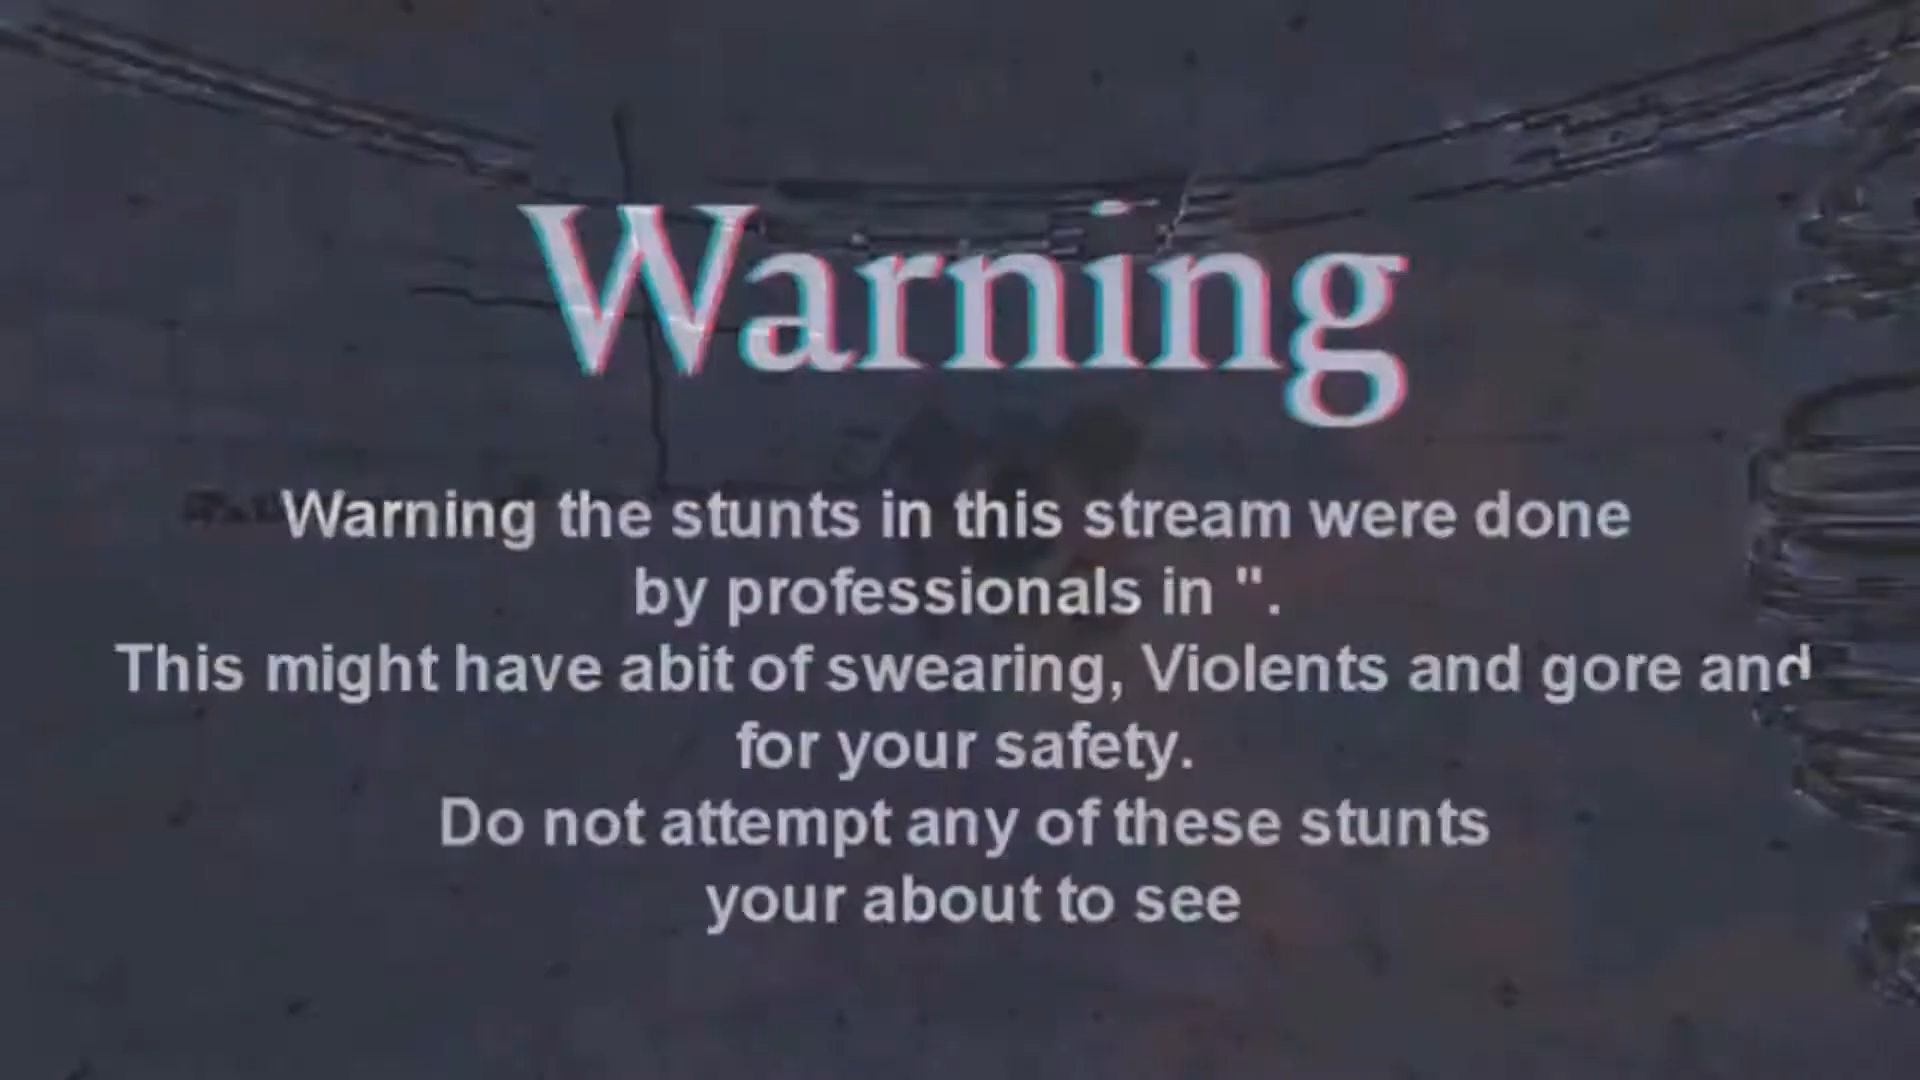 Warning
Warning the stunts in this stream were done
by professionals in ".
This might have abit of swearing, Violents and gore and
for your safety.
Do not attempt any of these stunts
your about to see